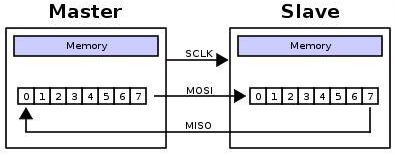 Master Slave
Memory Memory
SCLK
0 1 2 3 4 5 6 7 MOSI 0 1 2 3 4 5 6 7
MISO